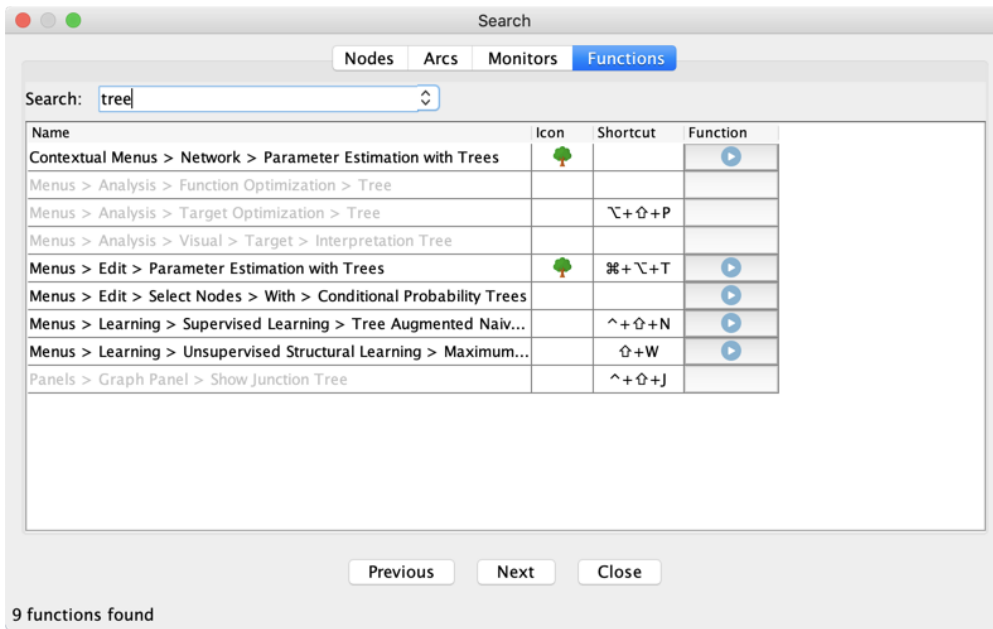 Search
Nodes Arcs Monitors Functions
Search: tree
Name Icon Shortcut Function
Contextual Menus > Network > Parameter Estimation with Trees
Menus > Analysis > Function Optimization > Tree
Menus > Analysis > Target Optimization > Tree ⌥+⇧+P
Menus > Analysis > Visual > Target > Interpretation Tree
Menus > Edit > Parameter Estimation with Trees ⌘+⌥+T
Menus > Edit > Select Nodes > With > Conditional Probability Trees
Menus > Learning > Supervised Learning > Tree Augmented Naiv... ^+⇧+N
Menus > Learning > Unsupervised Structural Learning > Maximum... ⇧+W
Panels > Graph Panel > Show Junction Tree ^+⇧+J
Previous Next Close
9 functions found